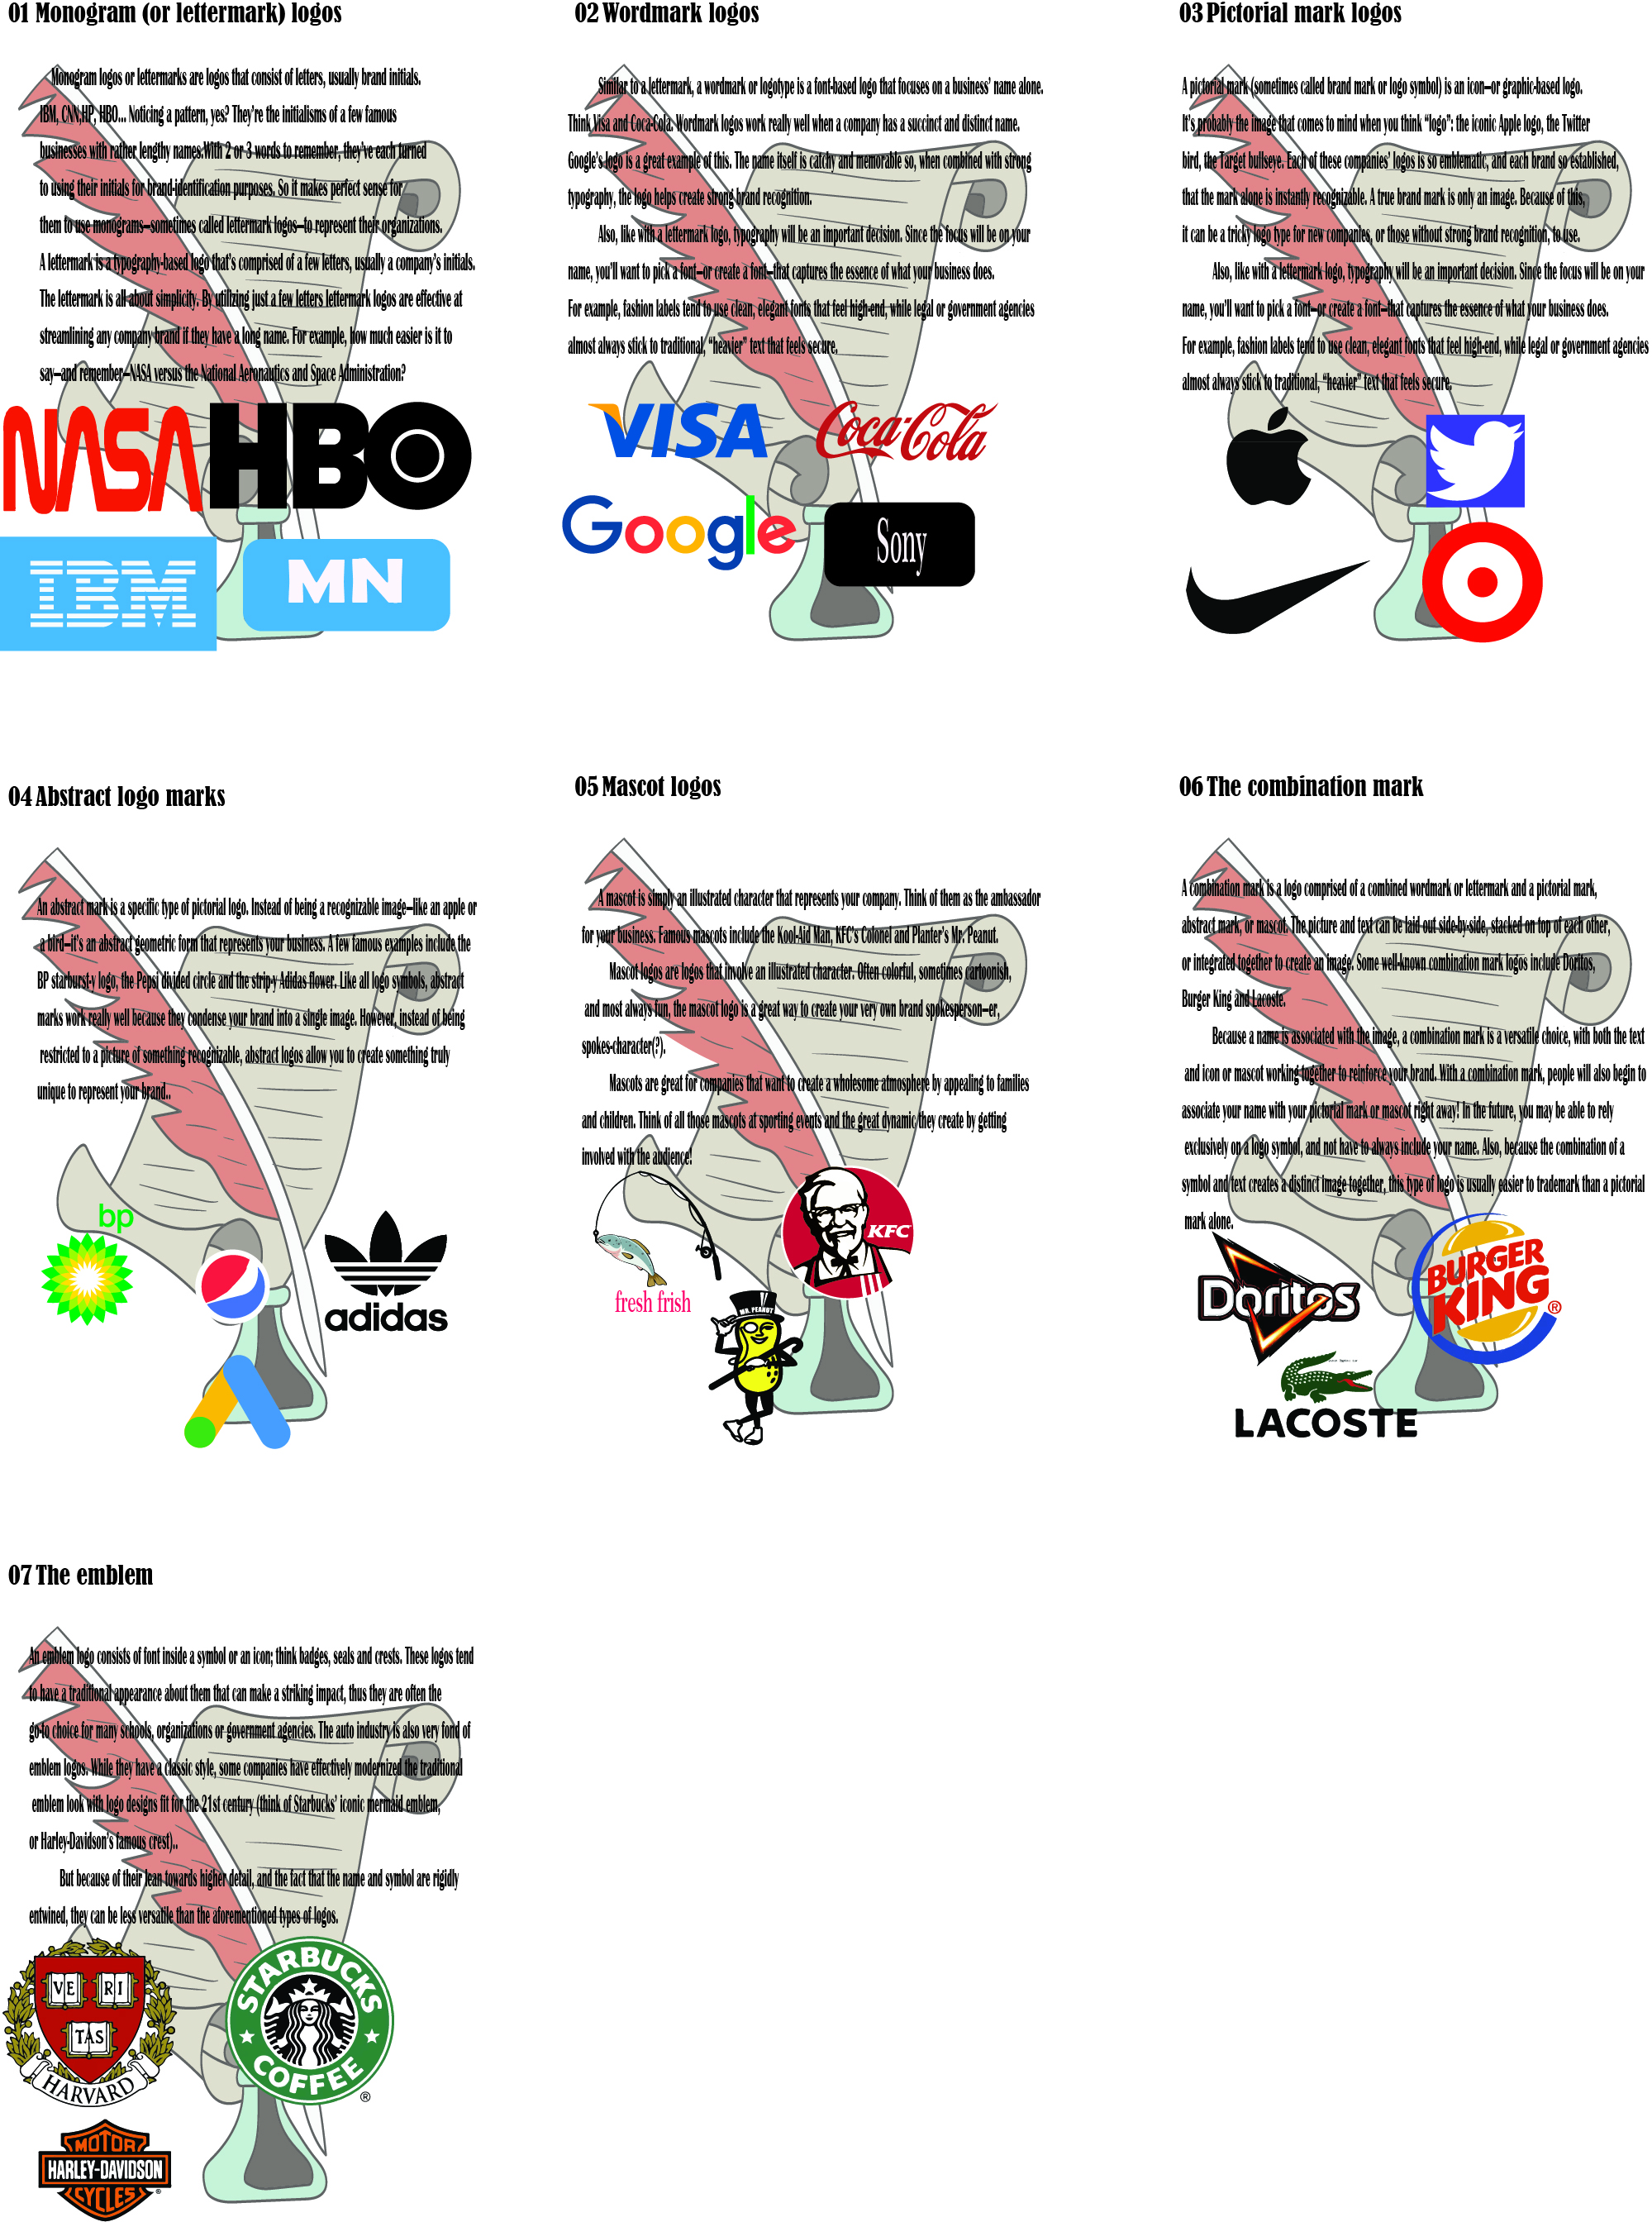 01 Monogram (or lettermark) logos
Monogram logos or lettermarks are logos that consist of letters, usually brand initials.
IBM, CNN,HP, HBO... Noticing a pattern, yes? They're the initialisms of a few famous
businesses with rather lengthy names.With 2 or 3 words to remember, they've each turned
to using their initials for brand-identification purposes. So it makes perfect sense for
them to use monograms—sometimes called lettermark logos—to represent their organizations.
A lettermark is a typography-based logo that's comprised of a few letters, usually a company's initials.
The lettermark is all about simplicity. By utilizing just a few letters lettermark logos are effective at
streamlining any company brand if they have a long name. For example, how much easier is it to
say—and remember—NASA versus the National Aeronautics and Space Administration?
NASA HBO
IBM MN
02 Wordmark logos
Similar to a lettermark, a wordmark or logotype is a font-based logo that focuses on a business' name alone.
Think Visa and Coca-Cola. Wordmark logos work really well when a company has a succinct and distinct name.
Google's logo is a great example of this. The name itself is catchy and memorable so, when combined with strong
typography, the logo helps create strong brand recognition.
Also, like with a lettermark logo, typography will be an important decision. Since the focus will be on your
name, you'll want to pick a font—or create a font—that captures the essence of what your business does.
For example, fashion labels tend to use clean, elegant fonts that feel high-end, while legal or government agencies
almost always stick to traditional, “heavier” text that feels secure.
VISA Coca-Cola
Google Sony
03 Pictorial mark logos
A pictorial mark (sometimes called brand mark or logo symbol) is an icon—or graphic-based logo.
It's probably the image that comes to mind when you think “logo”: the iconic Apple logo, the Twitter
bird, the Target bullseye. Each of these companies' logos is so emblematic, and each brand so established,
that the mark alone is instantly recognizable. A true brand mark is only an image. Because of this,
it can be a tricky logo type for new companies, or those without strong brand recognition, to use.
Also, like with a lettermark logo, typography will be an important decision. Since the focus will be on your
name, you'll want to pick a font—or create a font—that captures the essence of what your business does.
For example, fashion labels tend to use clean, elegant fonts that feel high-end, while legal or government agencies
almost always stick to traditional, “heavier” text that feels secure.
04 Abstract logo marks
An abstract mark is a specific type of pictorial logo. Instead of being a recognizable image—like an apple or
a bird—it's an abstract geometric form that represents your business. A few famous examples include the
BP starburst-y logo, the Pepsi divided circle and the strip-y Adidas flower. Like all logo symbols, abstract
marks work really well because they condense your brand into a single image. However, instead of being
restricted to a picture of something recognizable, abstract logos allow you to create something truly
unique to represent your brand..
bp
adidas
05 Mascot logos
A mascot is simply an illustrated character that represents your company. Think of them as the ambassador
for your business. Famous mascots include the Kool-Aid Man, KFC's Colonel and Planter's Mr. Peanut.
Mascot logos are logos that involve an illustrated character. Often colorful, sometimes cartoonish,
and most always fun, the mascot logo is a great way to create your very own brand spokesperson—er,
spokes-character(?).
Mascots are great for companies that want to create a wholesome atmosphere by appealing to families
and children. Think of all those mascots at sporting events and the great dynamic they create by getting
involved with the audience!
KFC
fresh frish
MR. PEANUT
06 The combination mark
A combination mark is a logo comprised of a combined wordmark or lettermark and a pictorial mark,
abstract mark, or mascot. The picture and text can be laid out side-by-side, stacked on top of each other,
or integrated together to create an image. Some well-known combination mark logos include Doritos,
Burger King and Lacoste.
Because a name is associated with the image, a combination mark is a versatile choice, with both the text
and icon or mascot working together to reinforce your brand. With a combination mark, people will also begin to
associate your name with your pictorial mark or mascot right away! In the future, you may be able to rely
exclusively on a logo symbol, and not have to always include your name. Also, because the combination of a
symbol and text creates a distinct image together, this type of logo is usually easier to trademark than a pictorial
mark alone.
Doritos
BURGER
KING ®
LACOSTE
07 The emblem
An emblem logo consists of font inside a symbol or an icon; think badges, seals and crests. These logos tend
to have a traditional appearance about them that can make a striking impact, thus they are often the
go-to choice for many schools, organizations or government agencies. The auto industry is also very fond of
emblem logos. While they have a classic style, some companies have effectively modernized the traditional
emblem look with logo designs fit for the 21st century (think of Starbucks' iconic mermaid emblem,
or Harley-Davidson's famous crest)..
But because of their lean towards higher detail, and the fact that the name and symbol are rigidly
entwined, they can be less versatile than the aforementioned types of logos.
VE RI
TAS
HARVARD
STARBUCKS
COFFEE ®
MOTOR
HARLEY-DAVIDSON
CYCLES ®